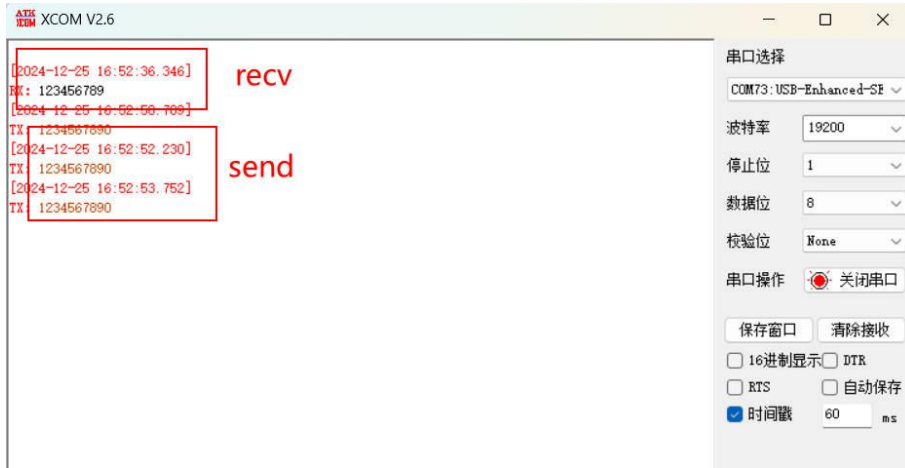 ATK XCOM XCOM V2.6
[2024-12-25 16:52:36.346]
RX: 123456789
[2024-12-25 16:52:50.709]
TX: 1234567890
[2024-12-25 16:52:52.230]
TX: 1234567890
[2024-12-25 16:52:53.752]
TX: 1234567890
recv
send
串口选择
COM73:USB-Enhanced-SE
波特率 19200
停止位 1
数据位 8
校验位 None
串口操作 关闭串口
保存窗口 清除接收
16进制显示 DTR
RTS 自动保存
时间戳 60 ms